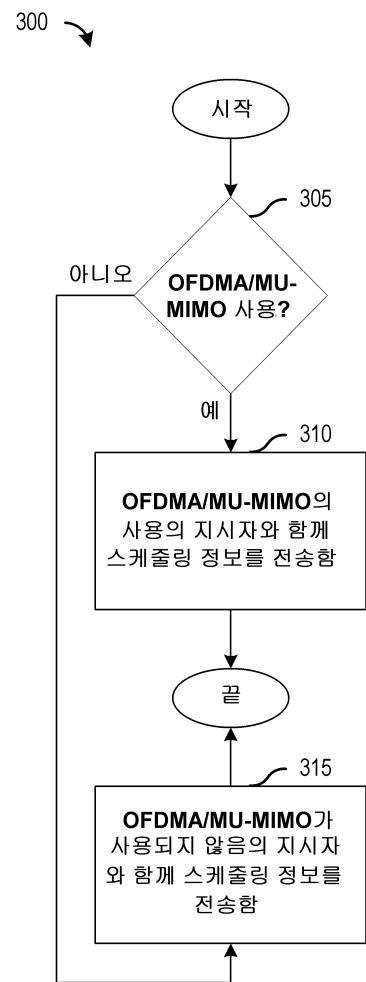 300
시작
305
아니오
OFDMA/MU-
MIMO 사용?
예
310
OFDMA/MU-MIMO의
사용의 지시자와 함께
스케줄링 정보를 전송함
끝
315
OFDMA/MU-MIMO가
사용되지 않음의 지시자
와 함께 스케줄링 정보를
전송함